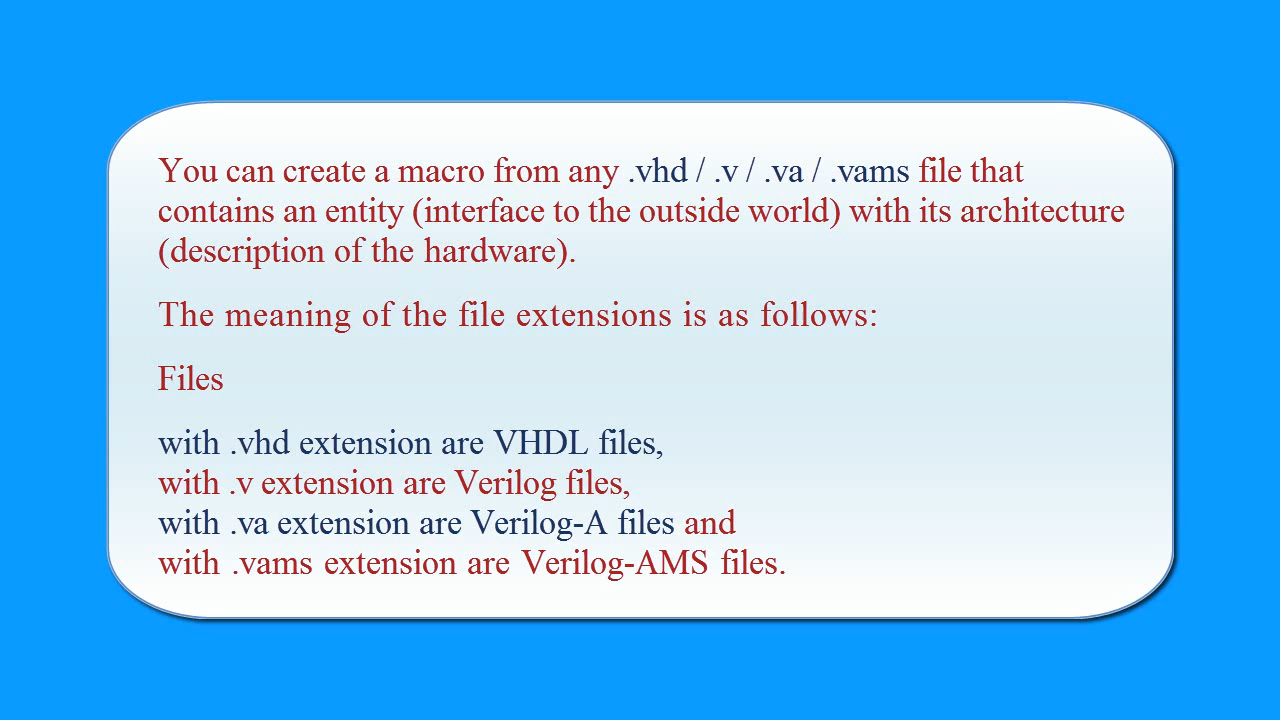 You can create a macro from any .vhd / .v / .va / .vams file that
contains an entity (interface to the outside world) with its architecture
(description of the hardware).
The meaning of the file extensions is as follows:
Files
with .vhd extension are VHDL files,
with .v extension are Verilog files,
with .va extension are Verilog-A files and
with .vams extension are Verilog-AMS files.